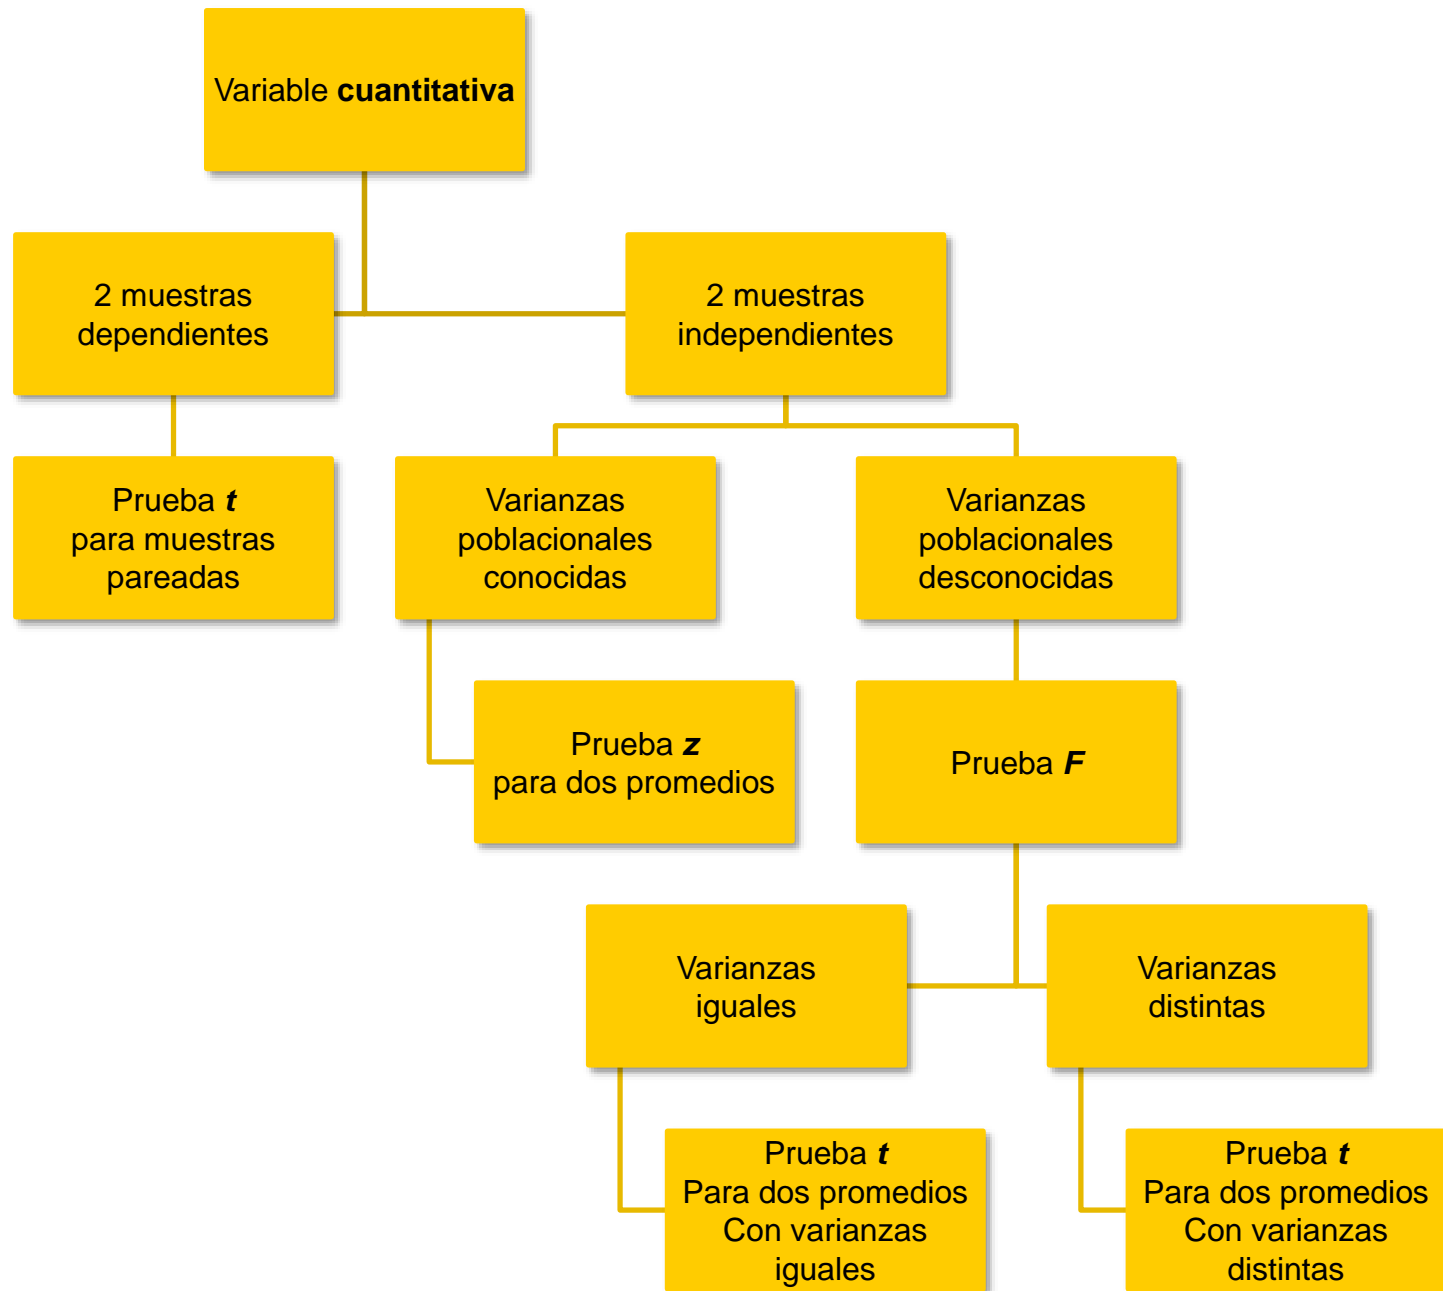 Variable cuantitativa
2 muestras
dependientes
2 muestras
independientes
Prueba t
para muestras
pareadas
Varianzas
poblacionales
conocidas
Varianzas
poblacionales
desconocidas
Prueba z
para dos promedios
Prueba F
Varianzas
iguales
Varianzas
distintas
Prueba t
Para dos promedios
Con varianzas
iguales
Prueba t
Para dos promedios
Con varianzas
distintas